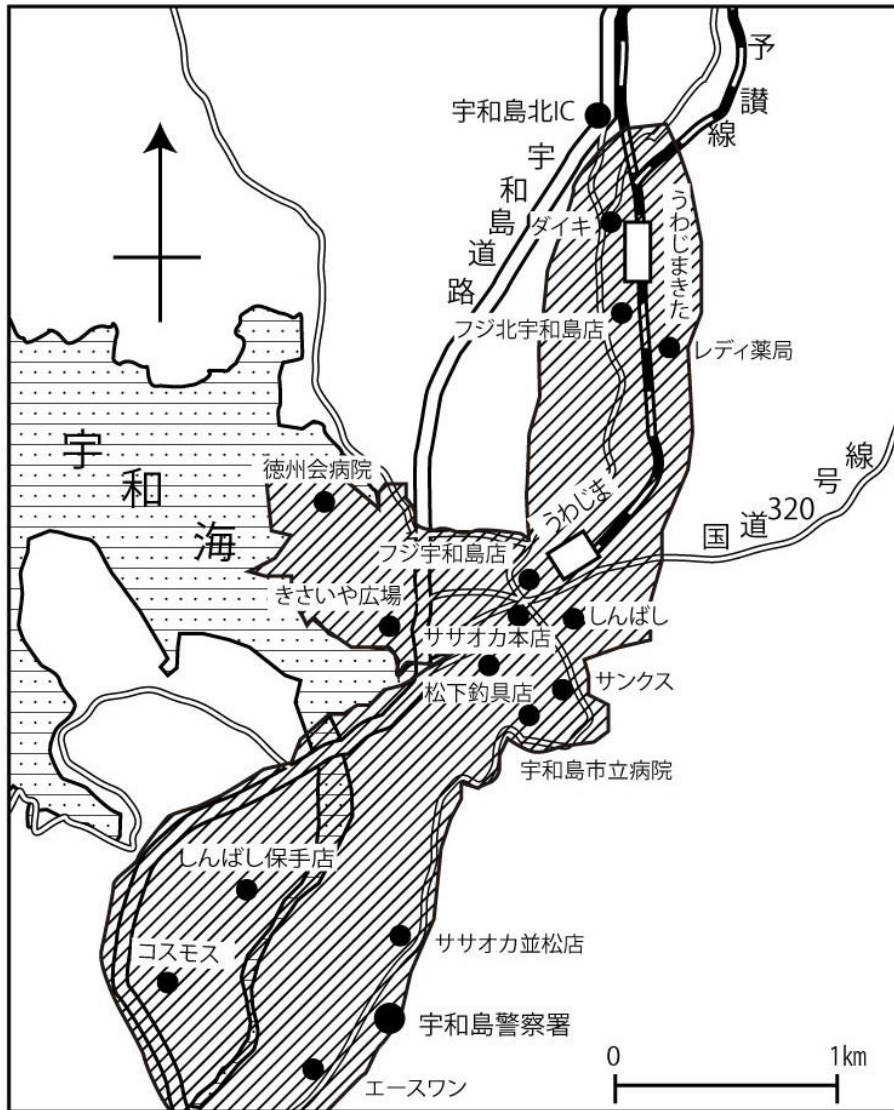 予讃線
宇和島北IC
宇和島道路
ダイキ
うわじまきた
フジ北宇和島店
レディ薬局
国道320号線
宇和海
徳州会病院
うわじま
フジ宇和島店
きさいや広場
ササオカ本店
しんばし
松下釣具店
サンクス
宇和島市立病院
しんばし保手店
ササオカ並松店
コスモス
宇和島警察署
エースワン
0 1km